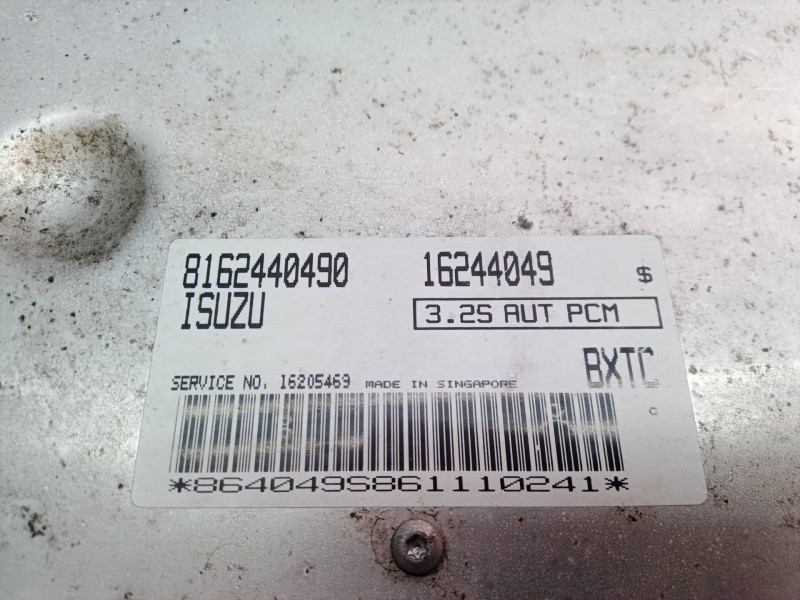 8162440490 16244049 $
ISUZU 3.2S AUT PCM
BXTC
SERVICE NO. 16205469 MADE IN SINGAPORE
C
*864049S861110241*